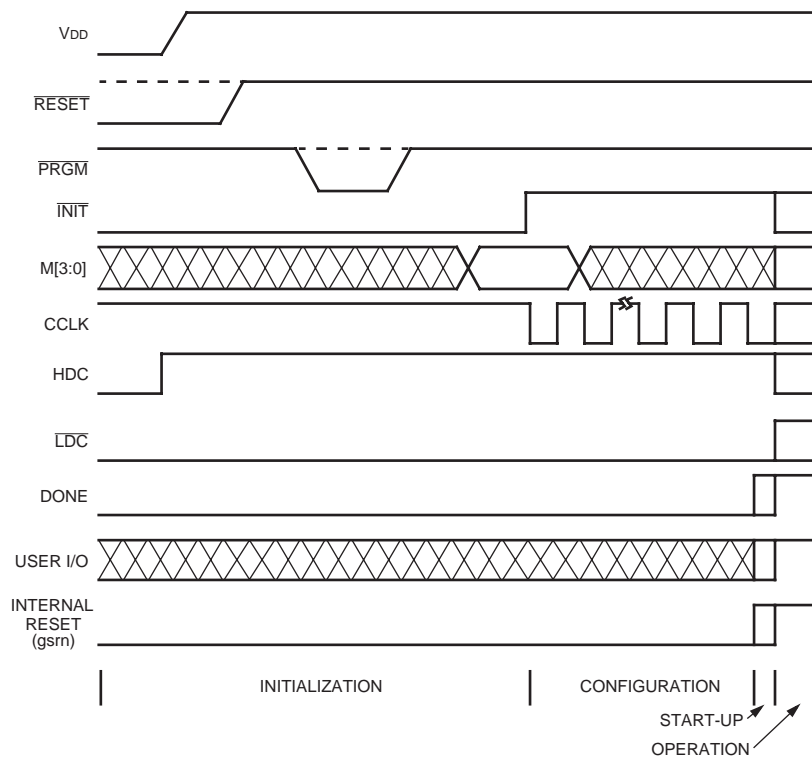 VDD
RESET
PRGM
INIT
M[3:0]
CCLK
HDC
LDC
DONE
USER I/O
INTERNAL
RESET
(gsrn)
INITIALIZATION
CONFIGURATION
START-UP
OPERATION